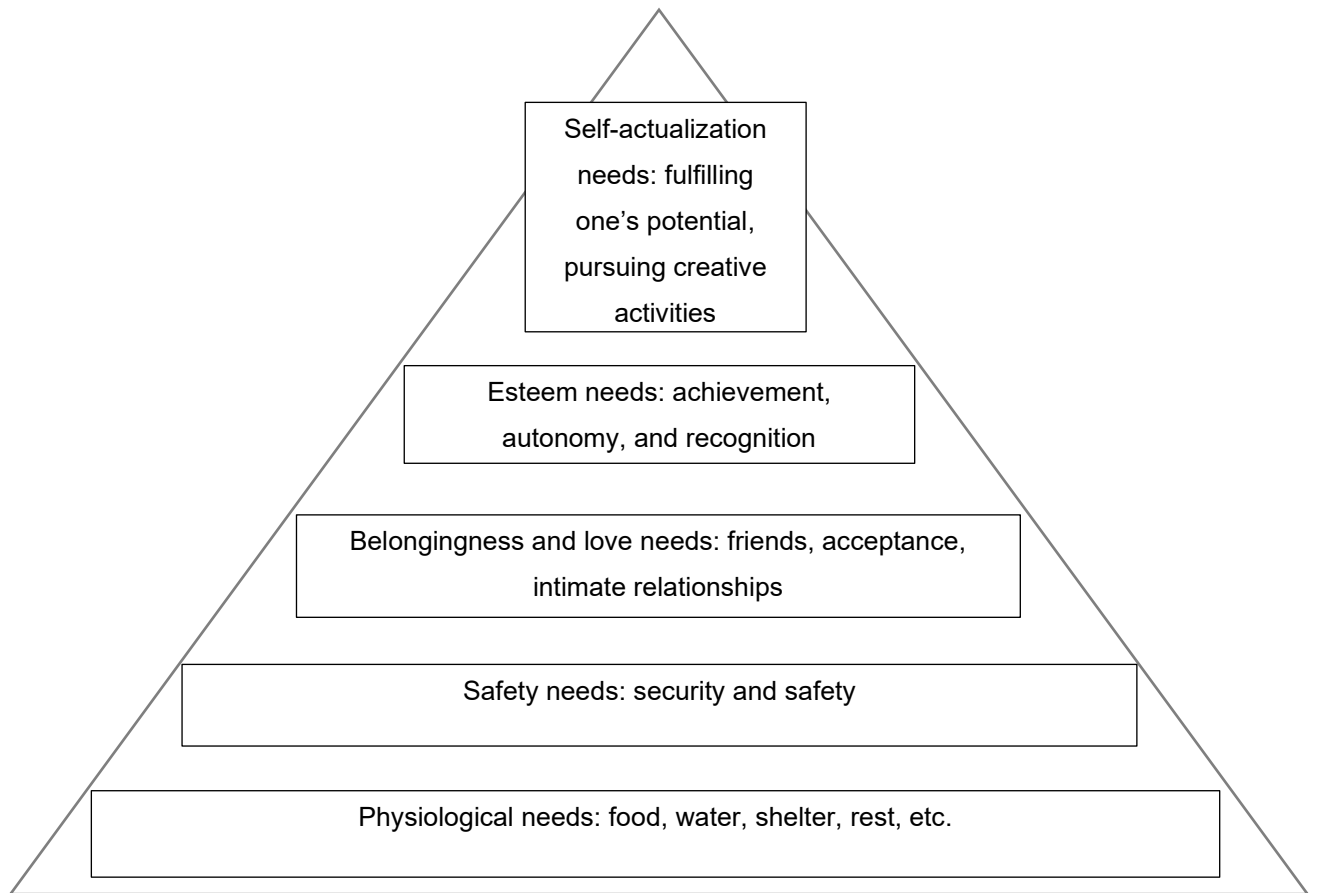 Self-actualization
needs: fulfilling
one’s potential,
pursuing creative
activities
Esteem needs: achievement,
autonomy, and recognition
Belongingness and love needs: friends, acceptance,
intimate relationships
Safety needs: security and safety
Physiological needs: food, water, shelter, rest, etc.